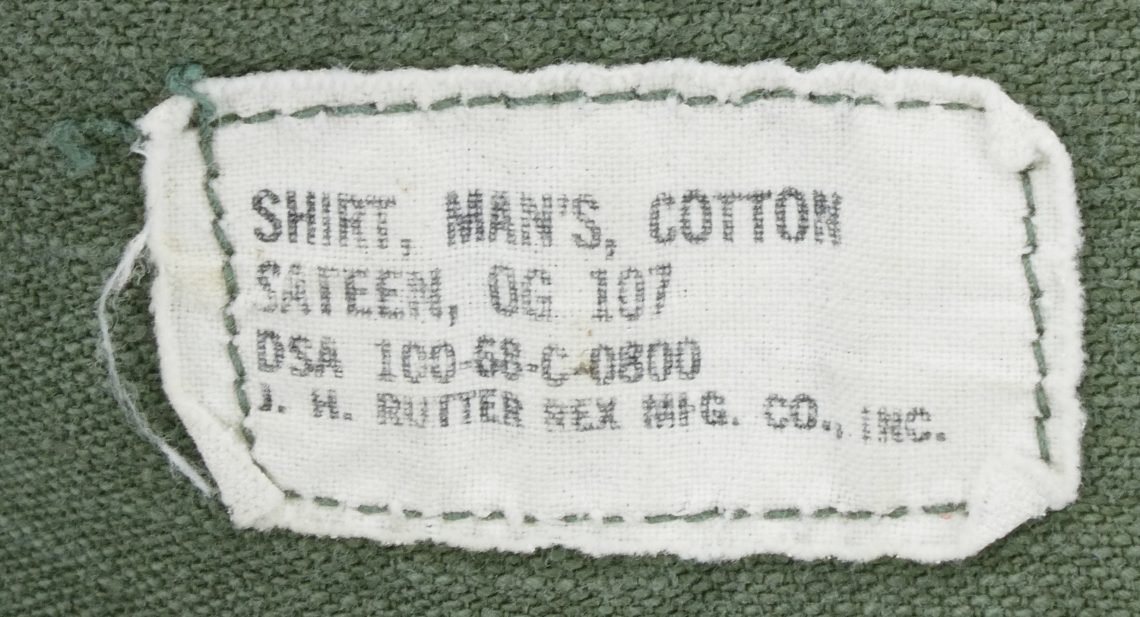 SHIRT, MAN'S, COTTON
SATEEN, OG 107
DSA 100-68-C-0800
J. H. RUTTER REX MFG. CO., INC.